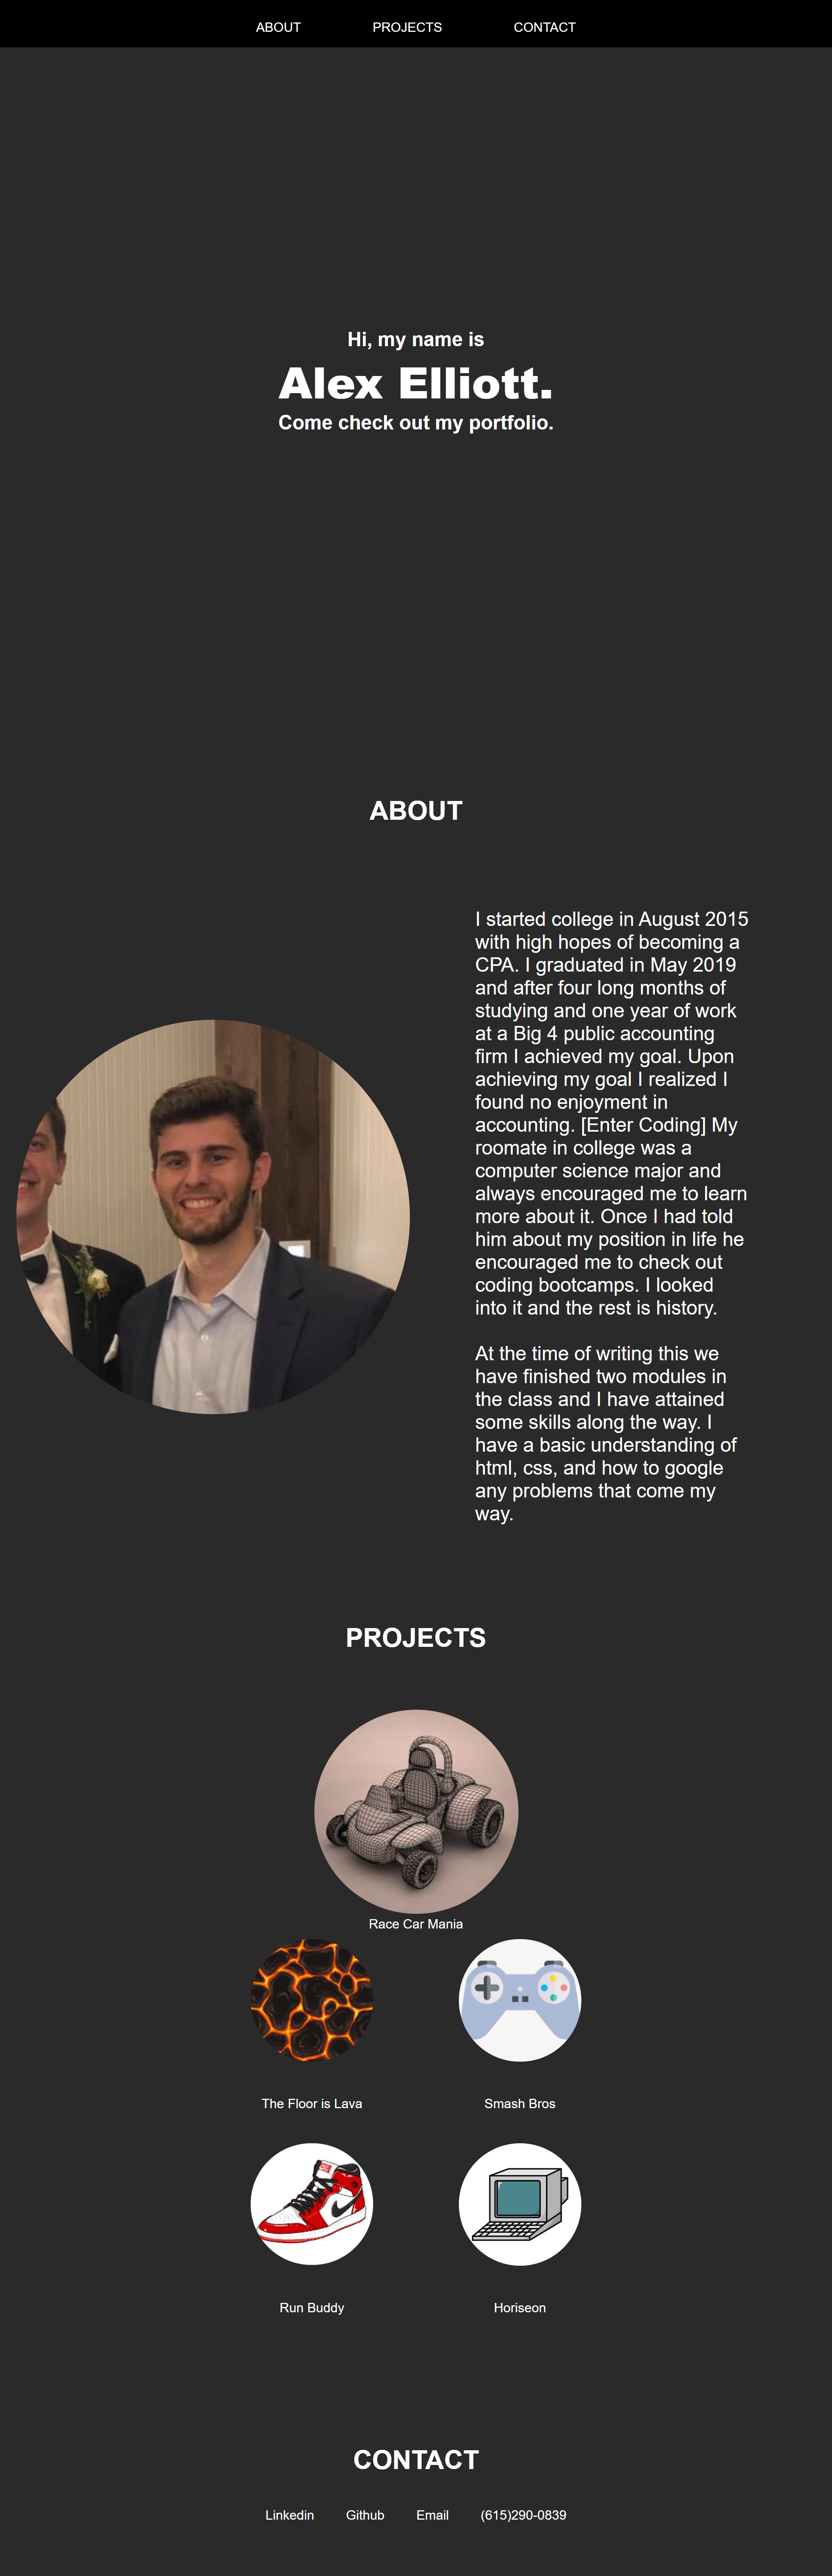 ABOUT PROJECTS CONTACT
Hi, my name is
Alex Elliott.
Come check out my portfolio.
ABOUT
I started college in August 2015
with high hopes of becoming a
CPA. I graduated in May 2019
and after four long months of
studying and one year of work
at a Big 4 public accounting
firm I achieved my goal. Upon
achieving my goal I realized I
found no enjoyment in
accounting. [Enter Coding] My
roomate in college was a
computer science major and
always encouraged me to learn
more about it. Once I had told
him about my position in life he
encouraged me to check out
coding bootcamps. I looked
into it and the rest is history.
At the time of writing this we
have finished two modules in
the class and I have attained
some skills along the way. I
have a basic understanding of
html, css, and how to google
any problems that come my
way.
PROJECTS
Race Car Mania
The Floor is Lava
Smash Bros
Run Buddy
Horiseon
CONTACT
Linkedin Github Email (615)290-0839